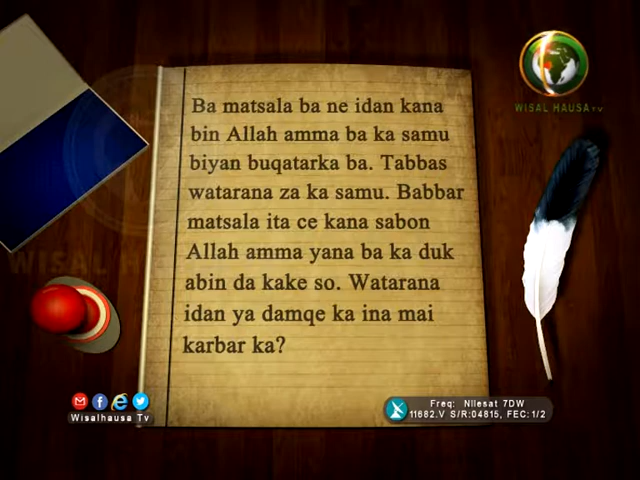 WISAL HAUSA TV
Ba matsala ba ne idan kana
bin Allah amma ba ka samu
biyan buqatarka ba. Tabbas
watarana za ka samu. Babbar
matsala ita ce kana sabon
Allah amma yana ba ka duk
abin da kake so. Watarana
idan ya damqe ka ina mai
karbar ka?
Wisalhausa Tv
Freq: Nilesat 7DW
11682.V S/R:04815, FEC:1/2